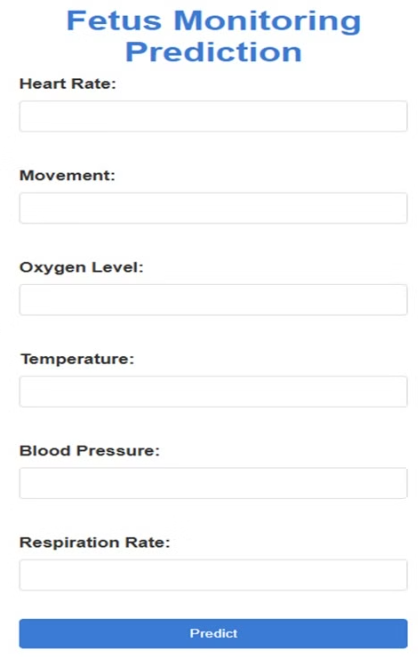 Fetus Monitoring
Prediction
Heart Rate:
Movement:
Oxygen Level:
Temperature:
Blood Pressure:
Respiration Rate:
Predict